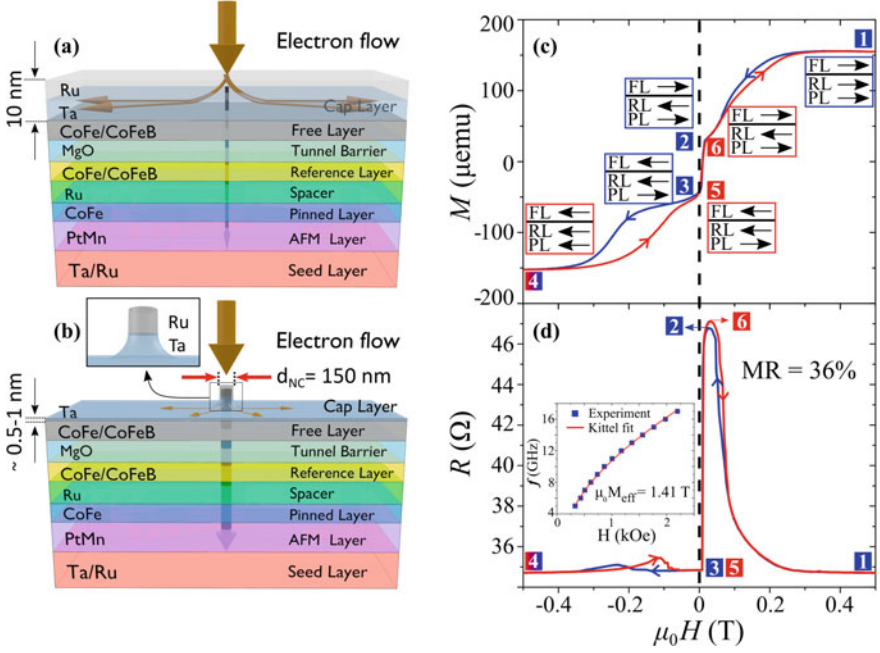 (a)
Electron flow
10 nm
Ru
Ta
Cap Layer
CoFe/CoFeB Free Layer
MgO Tunnel Barrier
CoFe/CoFeB Reference Layer
Ru Spacer
CoFe Pinned Layer
PtMn AFM Layer
Ta/Ru Seed Layer
(b)
Ru
Ta
Electron flow
d_NC = 150 nm
~ 0.5-1 nm
Ta Cap Layer
CoFe/CoFeB Free Layer
MgO Tunnel Barrier
CoFe/CoFeB Reference Layer
Ru Spacer
CoFe Pinned Layer
PtMn AFM Layer
Ta/Ru Seed Layer
(c)
M (μemu)
200
100
0
-100
-200
1
FL →
RL →
PL →
FL →
RL ←
PL →
2
6
FL →
RL ←
PL →
FL ←
RL ←
PL →
3
5
FL ←
RL ←
PL →
FL ←
RL ←
PL ←
4
(d)
R (Ω)
46
44
42
40
38
36
2
6
MR = 36%
Experiment
Kittel fit
f (GHz)
16
12
8
4
μ₀M_eff = 1.41 T
0 1 2
H (kOe)
4
3 5
1
-0.4 -0.2 0 0.2 0.4
μ₀H (T)